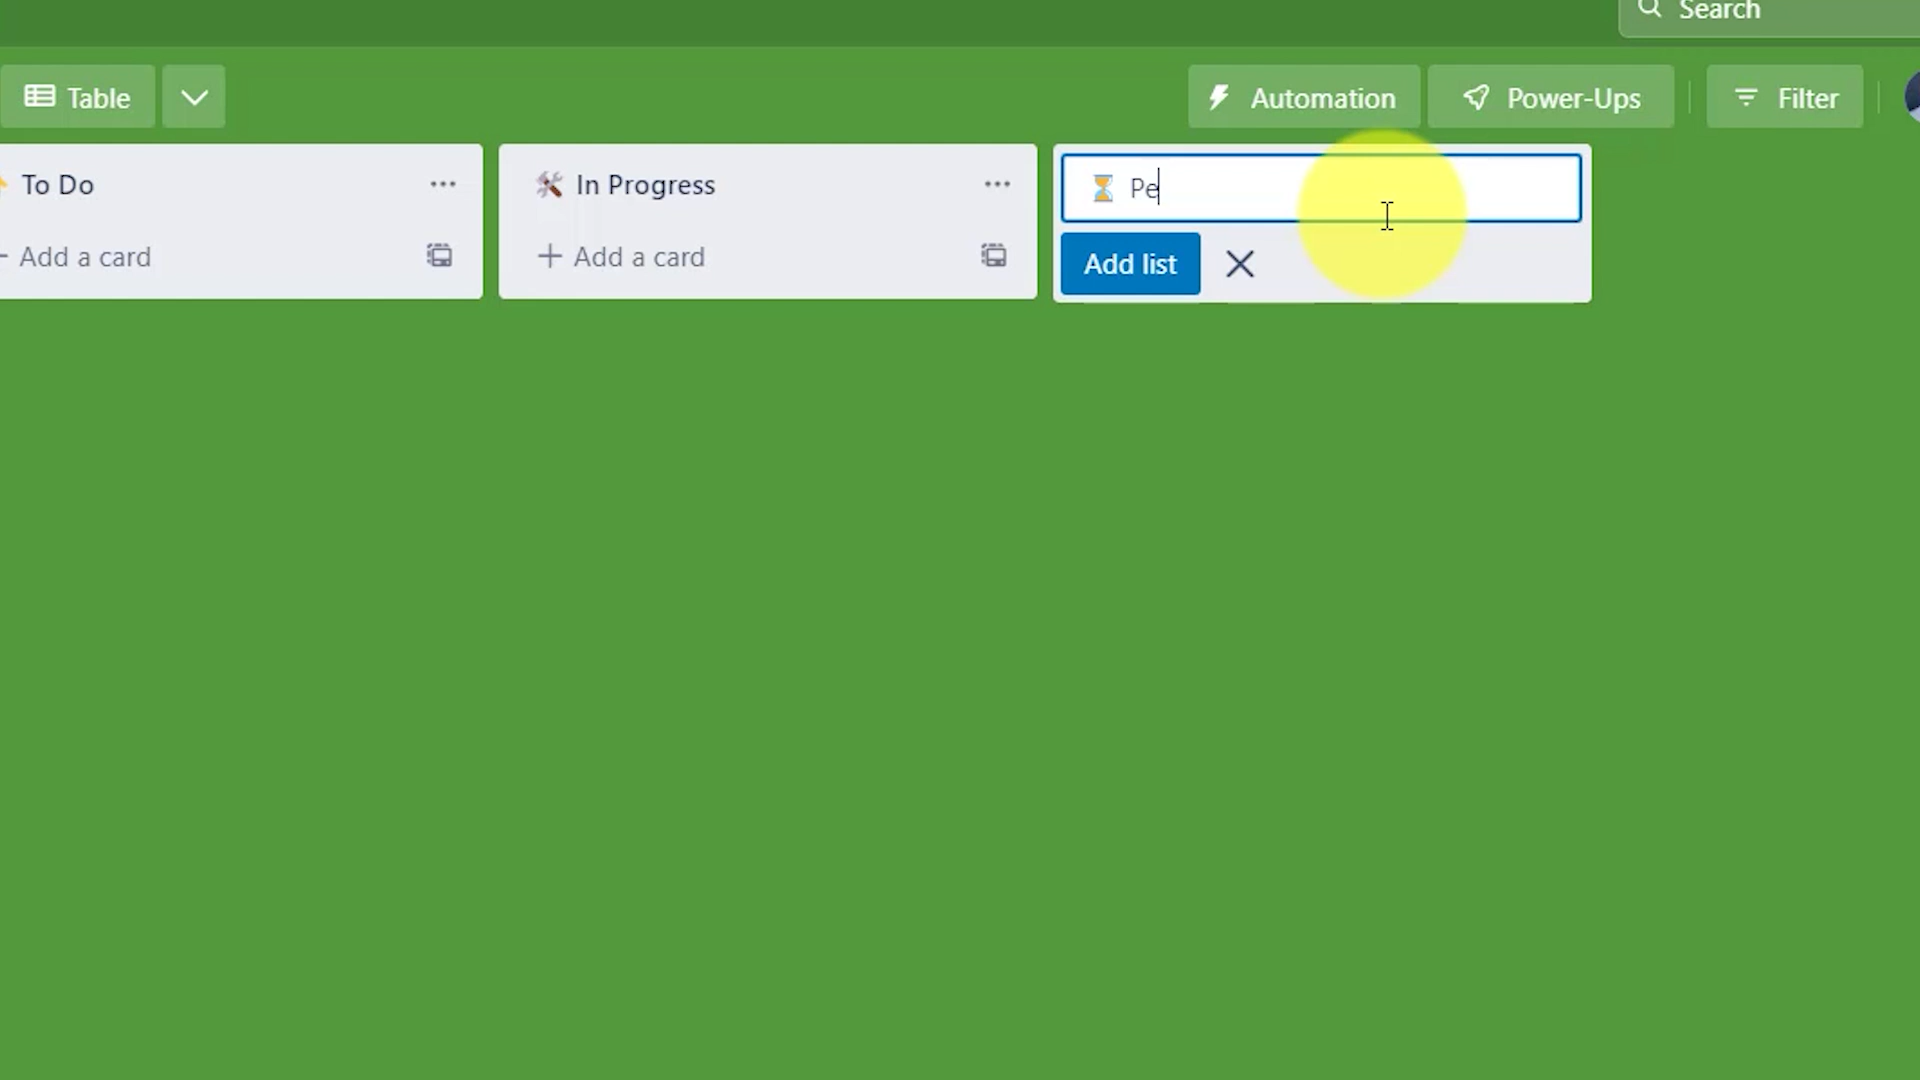 Search
Table
Automation
Power-Ups
Filter
To Do
In Progress
⏳ Pe
Add a card
Add a card
Add list